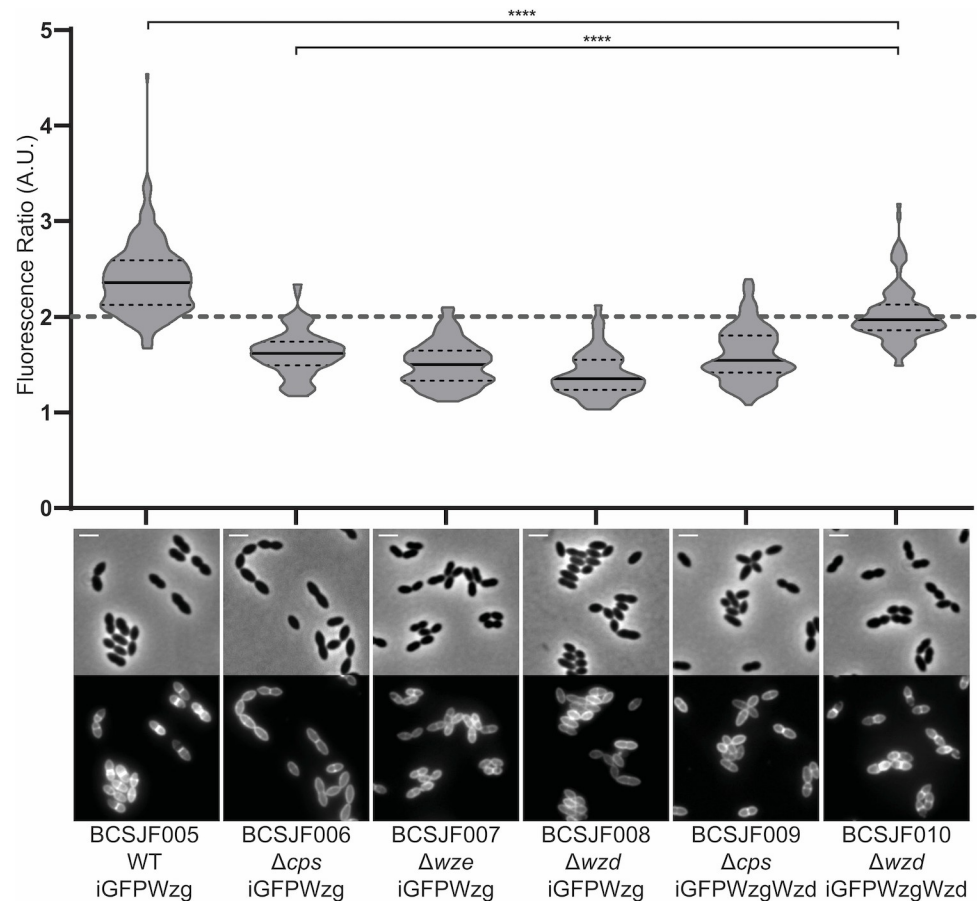 ****
****
5
4
3
2
1
0
Fluorescence Ratio (A.U.)
BCSJF005 BCSJF006 BCSJF007 BCSJF008 BCSJF009 BCSJF010
WT Δcps Δwze Δwzd Δcps Δwzd
iGFPWzg iGFPWzg iGFPWzg iGFPWzg iGFPWzgWzd iGFPWzgWzd